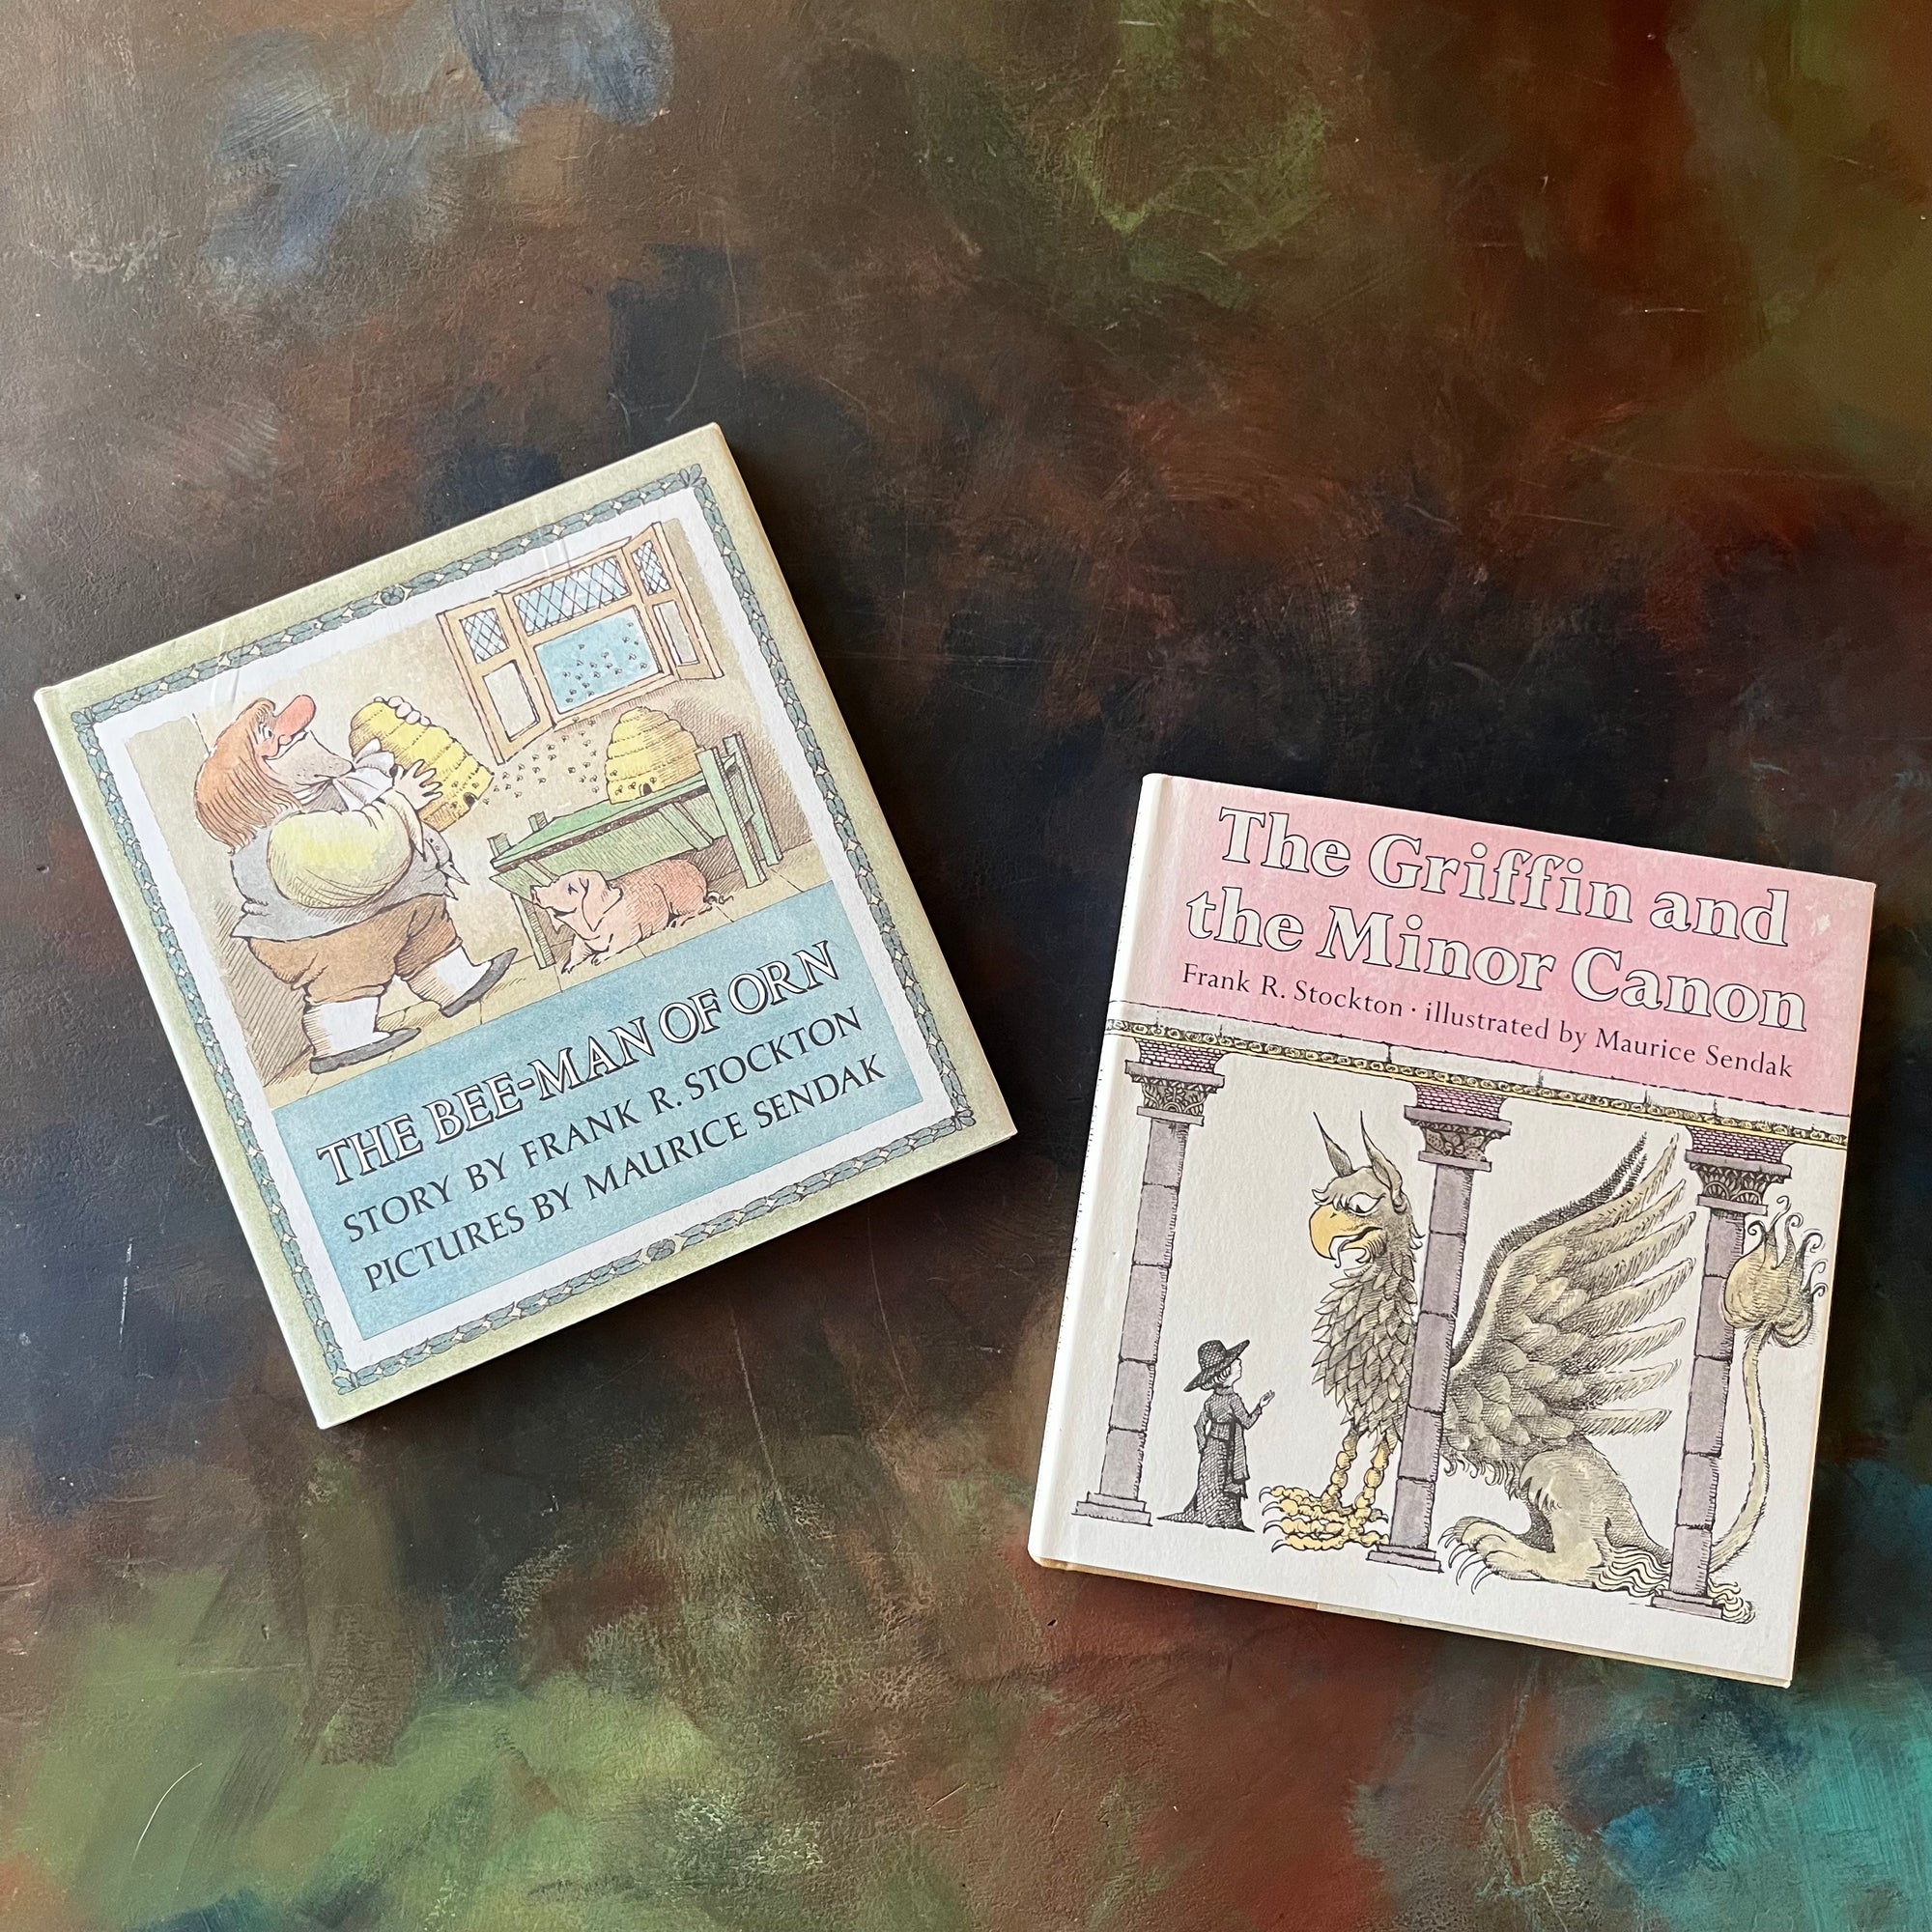 THE BEE-MAN OF ORN
STORY BY FRANK R. STOCKTON
PICTURES BY MAURICE SENDAK
The Griffin and
the Minor Canon
Frank R. Stockton · illustrated by Maurice Sendak